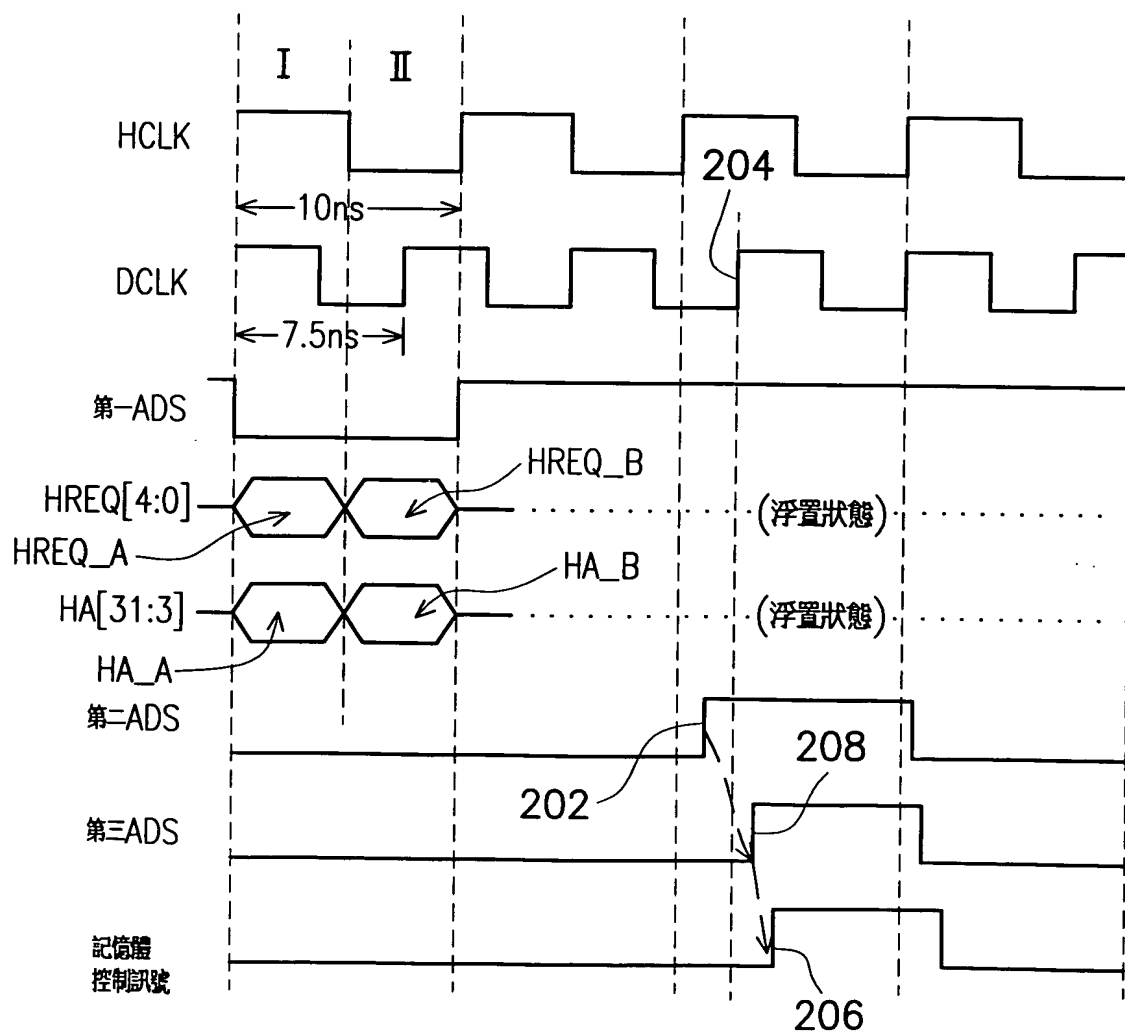 I II
HCLK
204
10ns
DCLK
7.5ns
第一ADS
HREQ_B
HREQ[4:0]
(浮置狀態)
HREQ_A
HA_B
HA[31:3]
(浮置狀態)
HA_A
第二ADS
208
202
第三ADS
記憶體
控制訊號
206